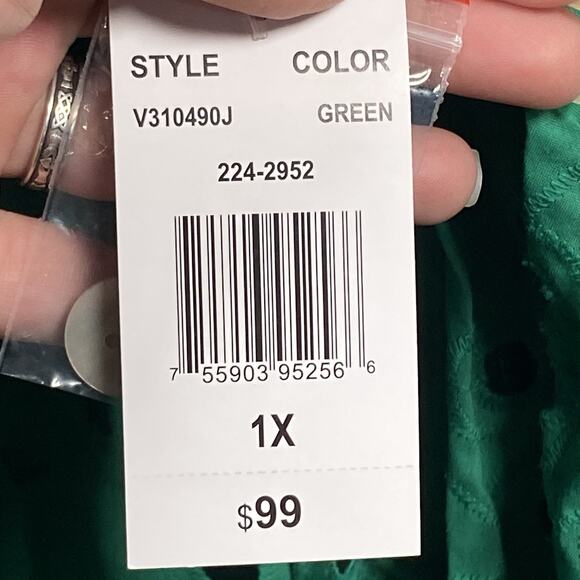 STYLE COLOR
V310490J GREEN
224-2952
7 55903 95256 6
1X
$99